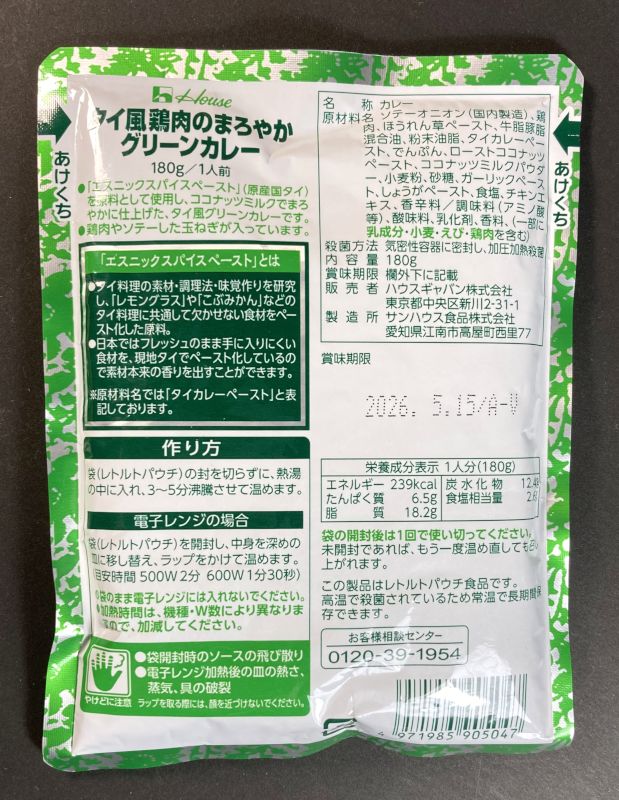 House
タイ風鶏肉のまろやか
グリーンカレー
180g/1人前
●「エスニックスパイスペースト」(原産国タイ)
を原料として使用し、ココナッツミルクでまろ
やかに仕上げた、タイ風グリーンカレーです。
●鶏肉やソテーした玉ねぎが入っています。
「エスニックスパイスペースト」とは
●タイ料理の素材・調理法・味覚作りを研究
し、「レモングラス」や「こぶみかん」などの
タイ料理に共通して欠かせない食材をペー
スト化した原料。
●日本ではフレッシュのまま手に入りにくい
食材を、現地タイでペースト化しているの
で素材本来の香りを出すことができます。
※原材料名では「タイカレーペースト」と表
記しております。
作り方
袋(レトルトパウチ)の封を切らずに、熱湯
の中に入れ、3〜5分沸騰させて温めます。
電子レンジの場合
袋(レトルトパウチ)を開封し、中身を深めの
皿に移し替え、ラップをかけて温めます。
(目安時間 500W2分 600W1分30秒)
●袋のまま電子レンジには入れないでください。
●加熱時間は、機種・W数により異なりま
すので、加減してください。
●袋開封時のソースの飛び散り
●電子レンジ加熱後の皿の熱さ、
蒸気、具の破裂
やけどに注意
ラップを取る際には、顔を近づけないでください。
あけくち
名 称 カレー
原材料名 ソテーオニオン(国内製造)、鶏
肉、ほうれん草ペースト、牛脂豚脂
混合油、粉末油脂、タイカレーペー
スト、でんぷん、ローストココナッツ
ペースト、ココナッツミルクパウダ
ー、小麦粉、砂糖、ガーリックペース
ト、しょうがペースト、食塩、チキンエ
キス、香辛料/調味料(アミノ酸
等)、酸味料、乳化剤、香料、(一部に
乳成分・小麦・えび・鶏肉を含む)
殺菌方法 気密性容器に密封し、加圧加熱殺菌
内容量 180g
賞味期限 欄外下に記載
販売者 ハウスギャバン株式会社
東京都中央区新川2-31-1
製造所 サンハウス食品株式会社
愛知県江南市高屋町西里77
賞味期限
2026. 5.15/A-V
栄養成分表示 1人分(180g)
エネルギー 239kcal 炭水化物 12.4g
たんぱく質 6.5g 食塩相当量
脂質 18.2g
袋の開封後は1回で使い切ってください。
未開封であれば、もう一度温め直しても召し
上がれます。
この製品はレトルトパウチ食品です。
高温で殺菌されているため常温で長期間保
存できます。
お客様相談センター
0120-39-1954
4 971985 905047
あけくち